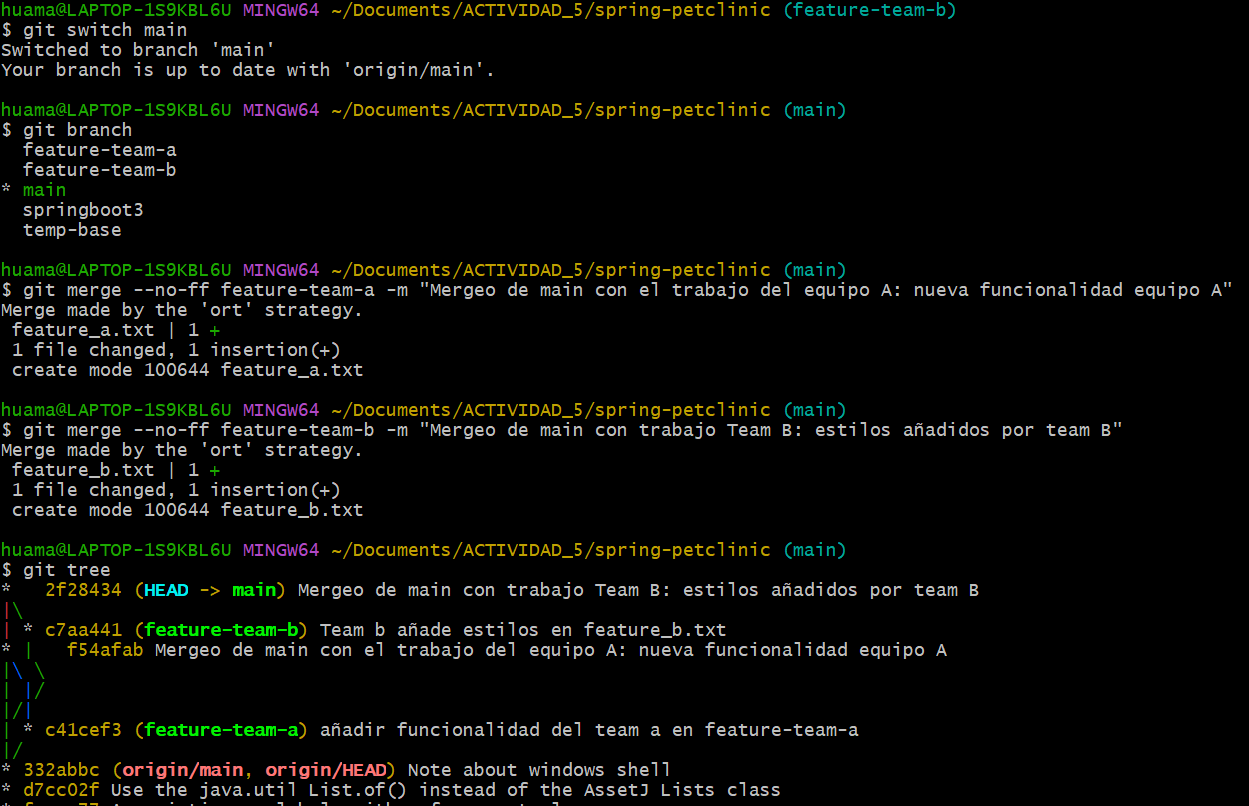 huama@LAPTOP-1S9KBL6U MINGW64 ~/Documents/ACTIVIDAD_5/spring-petclinic (feature-team-b)
$ git switch main
Switched to branch 'main'
Your branch is up to date with 'origin/main'.

huama@LAPTOP-1S9KBL6U MINGW64 ~/Documents/ACTIVIDAD_5/spring-petclinic (main)
$ git branch
  feature-team-a
  feature-team-b
* main
  springboot3
  temp-base

huama@LAPTOP-1S9KBL6U MINGW64 ~/Documents/ACTIVIDAD_5/spring-petclinic (main)
$ git merge --no-ff feature-team-a -m "Mergeo de main con el trabajo del equipo A: nueva funcionalidad equipo A"
Merge made by the 'ort' strategy.
 feature_a.txt | 1 +
 1 file changed, 1 insertion(+)
 create mode 100644 feature_a.txt

huama@LAPTOP-1S9KBL6U MINGW64 ~/Documents/ACTIVIDAD_5/spring-petclinic (main)
$ git merge --no-ff feature-team-b -m "Mergeo de main con trabajo Team B: estilos añadidos por team B"
Merge made by the 'ort' strategy.
 feature_b.txt | 1 +
 1 file changed, 1 insertion(+)
 create mode 100644 feature_b.txt

huama@LAPTOP-1S9KBL6U MINGW64 ~/Documents/ACTIVIDAD_5/spring-petclinic (main)
$ git tree
*   2f28434 (HEAD -> main) Mergeo de main con trabajo Team B: estilos añadidos por team B
|\
| * c7aa441 (feature-team-b) Team b añade estilos en feature_b.txt
* |   f54afab Mergeo de main con el trabajo del equipo A: nueva funcionalidad equipo A
|\ \
| |/
|/|
| * c41cef3 (feature-team-a) añadir funcionalidad del team a en feature-team-a
|/
* 332abbc (origin/main, origin/HEAD) Note about windows shell
* d7cc02f Use the java.util List.of() instead of the AssetJ Lists class